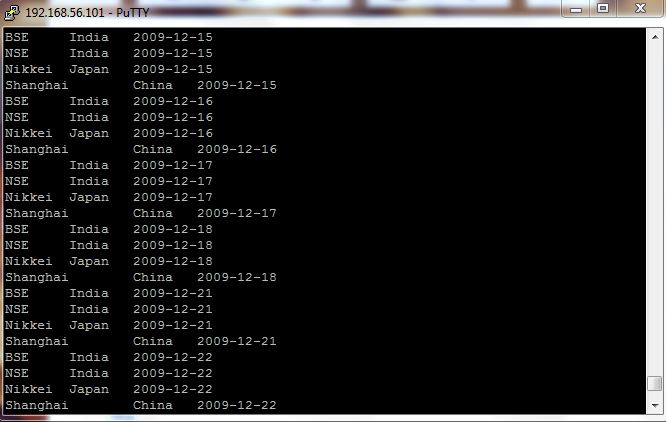 192.168.56.101 - PuTTY
BSE India 2009-12-15
NSE India 2009-12-15
Nikkei Japan 2009-12-15
Shanghai China 2009-12-15
BSE India 2009-12-16
NSE India 2009-12-16
Nikkei Japan 2009-12-16
Shanghai China 2009-12-16
BSE India 2009-12-17
NSE India 2009-12-17
Nikkei Japan 2009-12-17
Shanghai China 2009-12-17
BSE India 2009-12-18
NSE India 2009-12-18
Nikkei Japan 2009-12-18
Shanghai China 2009-12-18
BSE India 2009-12-21
NSE India 2009-12-21
Nikkei Japan 2009-12-21
Shanghai China 2009-12-21
BSE India 2009-12-22
NSE India 2009-12-22
Nikkei Japan 2009-12-22
Shanghai China 2009-12-22